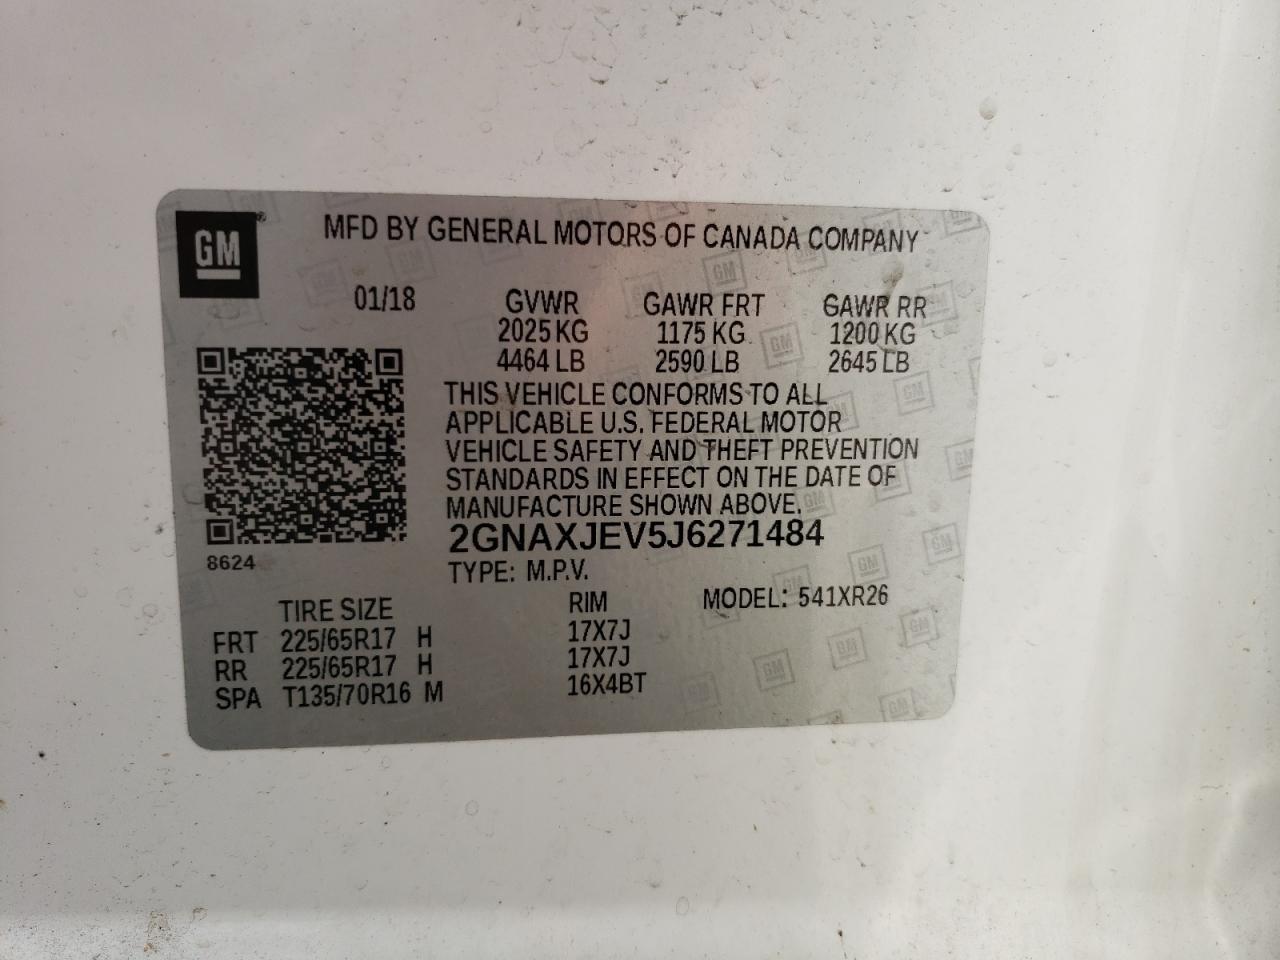 GM
MFD BY GENERAL MOTORS OF CANADA COMPANY
01/18 GVWR GAWR FRT GAWR RR
2025 KG 1175 KG 1200 KG
4464 LB 2590 LB 2645 LB
THIS VEHICLE CONFORMS TO ALL
APPLICABLE U.S. FEDERAL MOTOR
VEHICLE SAFETY AND THEFT PREVENTION
STANDARDS IN EFFECT ON THE DATE OF
MANUFACTURE SHOWN ABOVE.
2GNAXJEV5J6271484
8624
TYPE: M.P.V.
TIRE SIZE RIM MODEL: 541XR26
FRT 225/65R17 H 17X7J
RR 225/65R17 H 17X7J
SPA T135/70R16 M 16X4BT